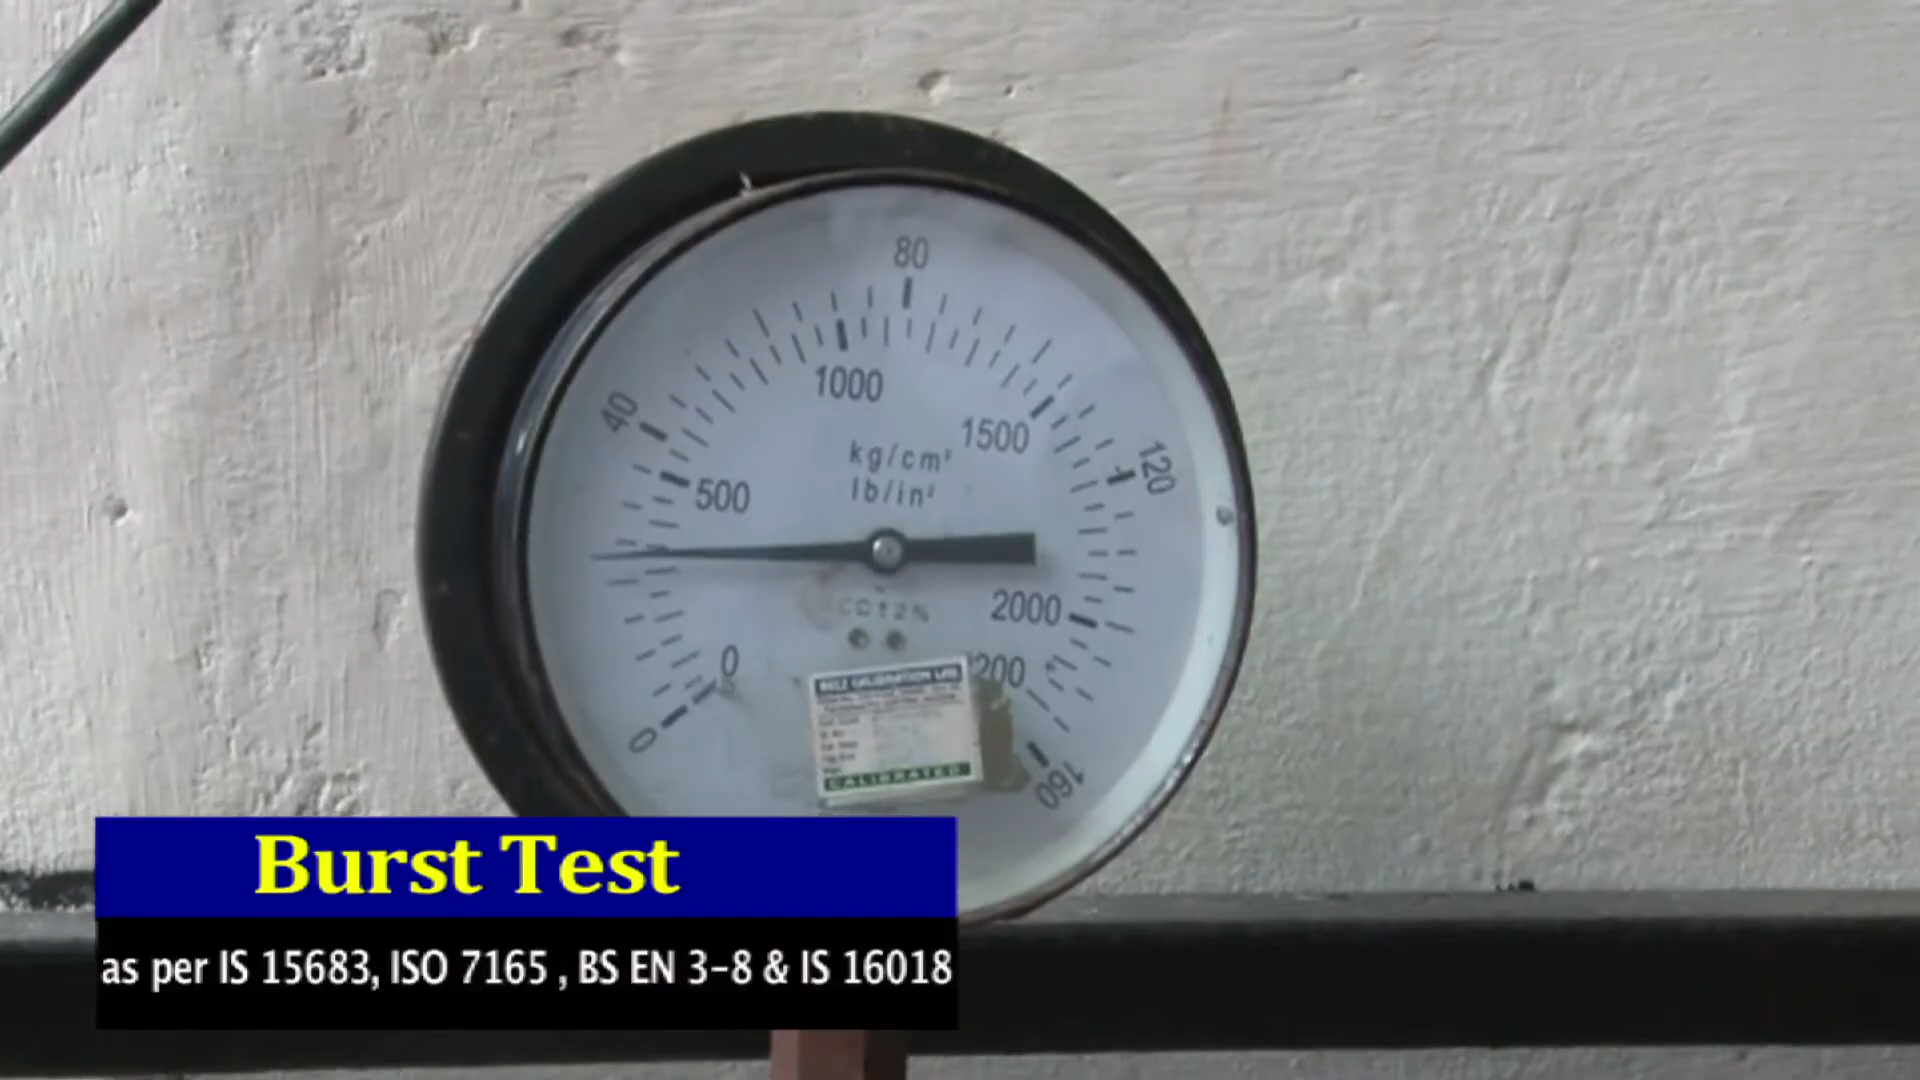 80
1000
40
1500
kg/cm²
120
lb/in²
500
2000
0
200
0
160
CALIBRATED
Burst Test
as per IS 15683, ISO 7165 , BS EN 3-8 & IS 16018